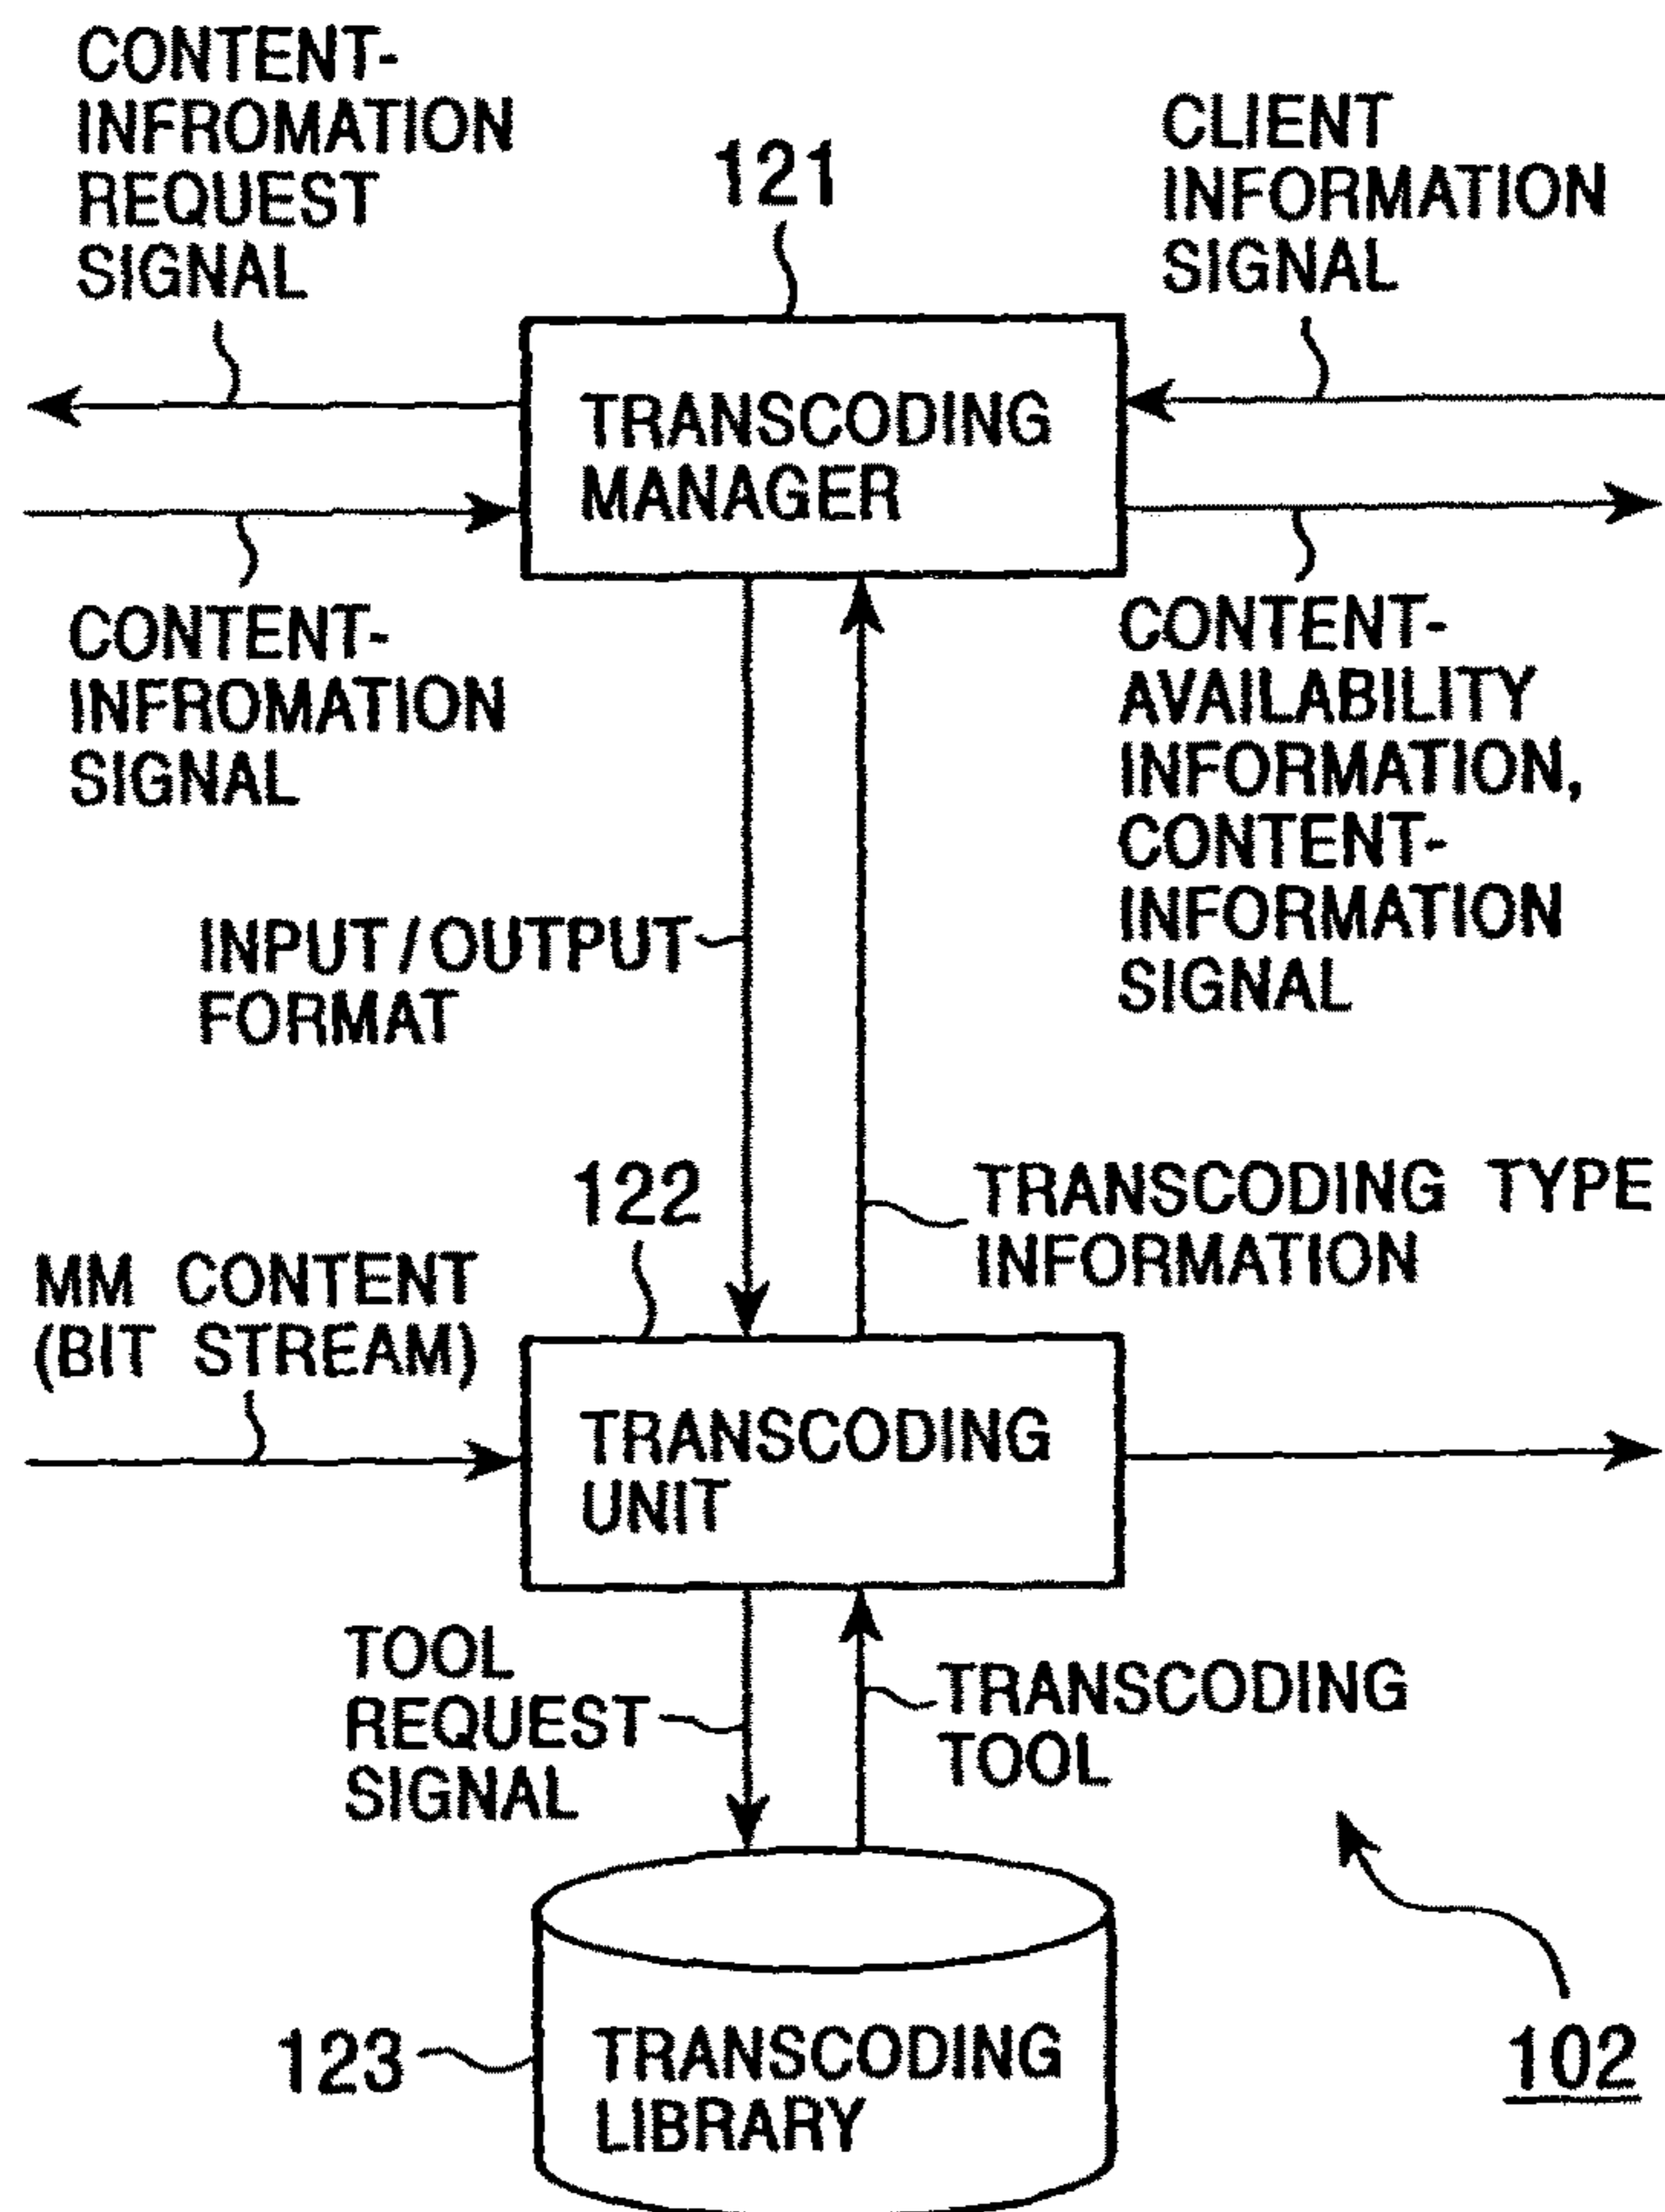 CONTENT-
INFROMATION
REQUEST
SIGNAL
121
CLIENT
INFORMATION
SIGNAL
TRANSCODING
MANAGER
CONTENT-
INFROMATION
SIGNAL
CONTENT-
AVAILABILITY
INFORMATION,
CONTENT-
INFORMATION
SIGNAL
INPUT/OUTPUT
FORMAT
122
TRANSCODING TYPE
INFORMATION
MM CONTENT
(BIT STREAM)
TRANSCODING
UNIT
TOOL
REQUEST
SIGNAL
TRANSCODING
TOOL
123
TRANSCODING
LIBRARY
102